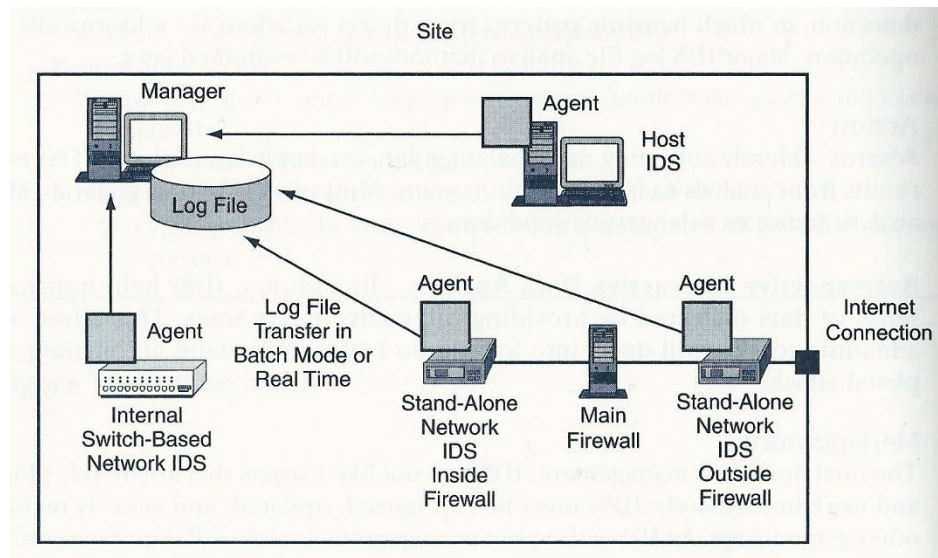 Site
Manager
Log File
Agent
Host
IDS
Agent
Internal
Switch-Based
Network IDS
Log File
Transfer in
Batch Mode or
Real Time
Agent
Stand-Alone
Network
IDS
Inside
Firewall
Main
Firewall
Agent
Stand-Alone
Network
IDS
Outside
Firewall
Internet
Connection